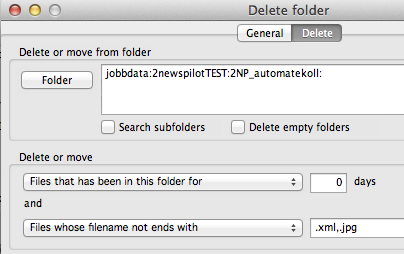 Delete folder
General Delete
Delete or move from folder
Folder
jobbdata:2newspilotTEST:2NP_automatekoll:
Search subfolders Delete empty folders
Delete or move
Files that has been in this folder for 0 days
and
Files whose filename not ends with .xml,.jpg